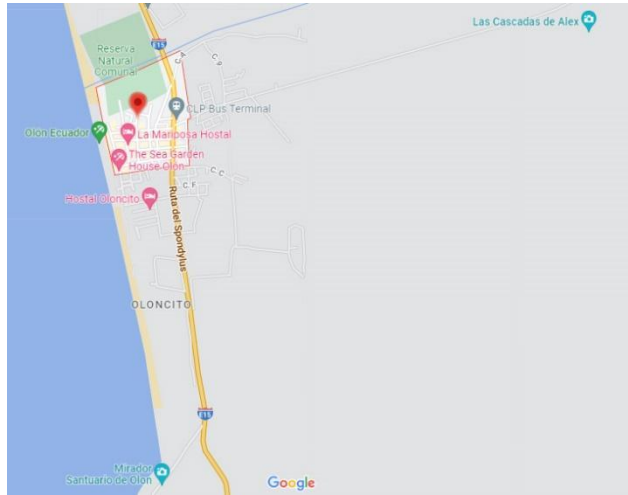 Las Cascadas de Alex
E15
Reserva
Natural
Comunal
C 9
CLP Bus Terminal
Olón Ecuador
La Mariposa Hostal
The Sea Garden
House Olon
C C
C F
Hostal Oloncito
Ruta del Spondylus
OLONCITO
E15
Mirador
Santuario de Olon
Google